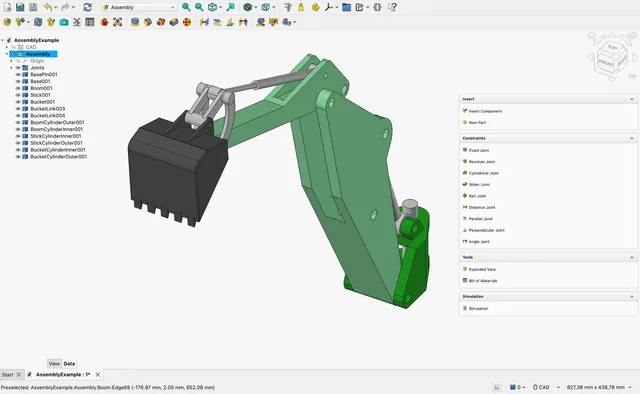 Assembly
AssemblyExample
CAD
Assembly
Origin
Joints
BasePin001
Base001
Boom001
Stick001
Bucket001
BucketLink003
BucketLink004
BoomCylinderOuter001
BoomCylinderInner001
StickCylinderInner001
StickCylinderOuter001
BucketCylinderInner001
BucketCylinderOuter001
TOP
FRONT
Insert
Insert Component
New Part
Constraints
Fixed Joint
Revolute Joint
Cylindrical Joint
Slider Joint
Ball Joint
Distance Joint
Parallel Joint
Perpendicular Joint
Angle Joint
Tools
Exploded View
Bill of Materials
Simulation
Simulation
View Data
Start AssemblyExample : 1*
Preselected: AssemblyExample.Assembly.Boom.Edge69 (-176.97 mm, 2.00 mm, 652.06 mm) 0 CAD 827,38 mm x 438,78 mm